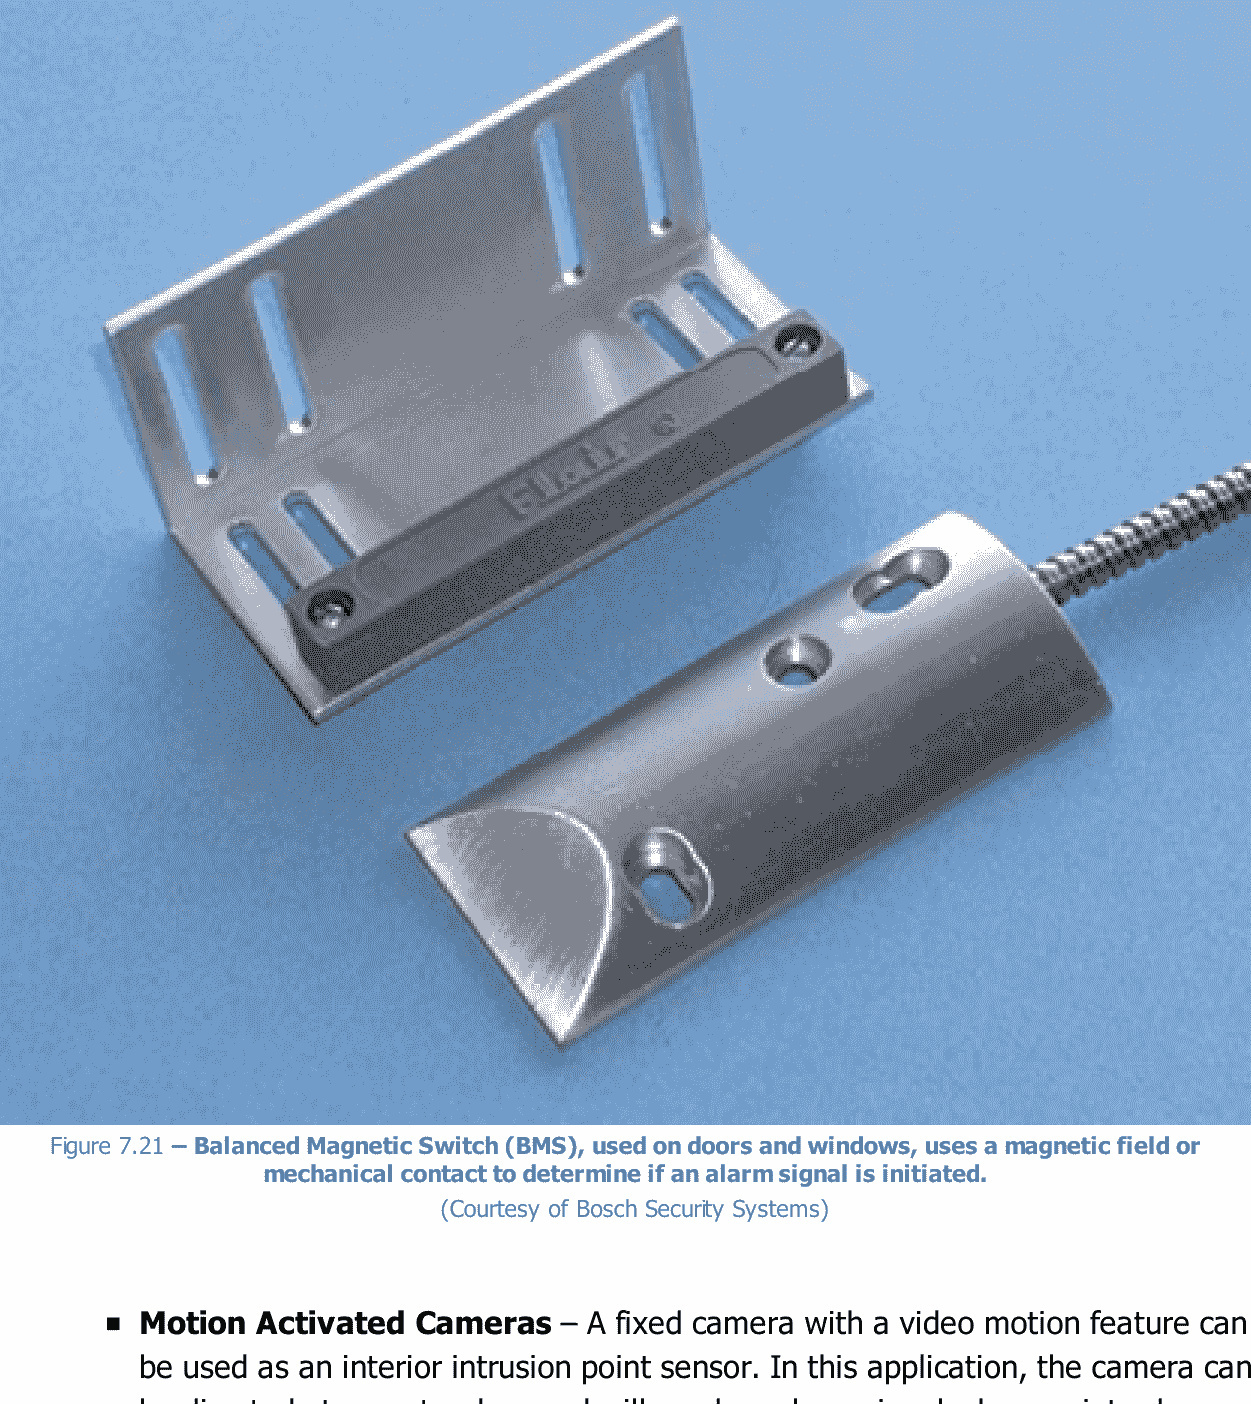 Figure 7.21 – Balanced Magnetic Switch (BMS), used on doors and windows, uses a magnetic field or
mechanical contact to determine if an alarm signal is initiated.
(Courtesy of Bosch Security Systems)
▪ Motion Activated Cameras – A fixed camera with a video motion feature can
be used as an interior intrusion point sensor. In this application, the camera can